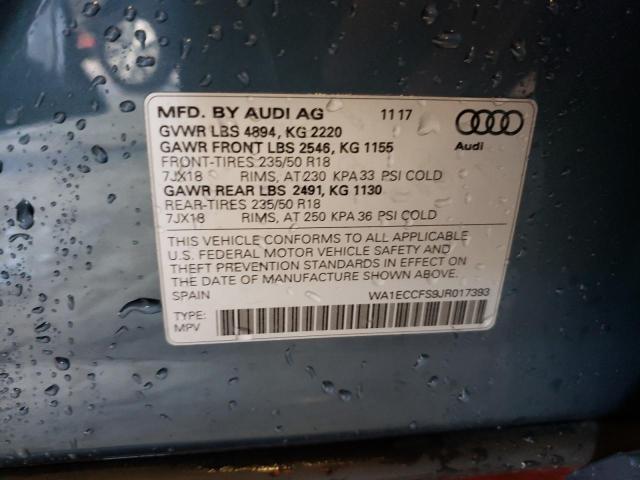 MFD. BY AUDI AG 11 17
GVWR LBS 4894, KG 2220
GAWR FRONT LBS 2546, KG 1155
FRONT-TIRES 235/50 R18
7JX18 RIMS, AT 230 KPA 33 PSI COLD
GAWR REAR LBS 2491, KG 1130
REAR-TIRES 235/50 R18
7JX18 RIMS, AT 250 KPA 36 PSI COLD
Audi
THIS VEHICLE CONFORMS TO ALL APPLICABLE
U.S. FEDERAL MOTOR VEHICLE SAFETY AND
THEFT PREVENTION STANDARDS IN EFFECT ON
THE DATE OF MANUFACTURE SHOWN ABOVE.
SPAIN WA1ECCFS9JR017393
TYPE:
MPV